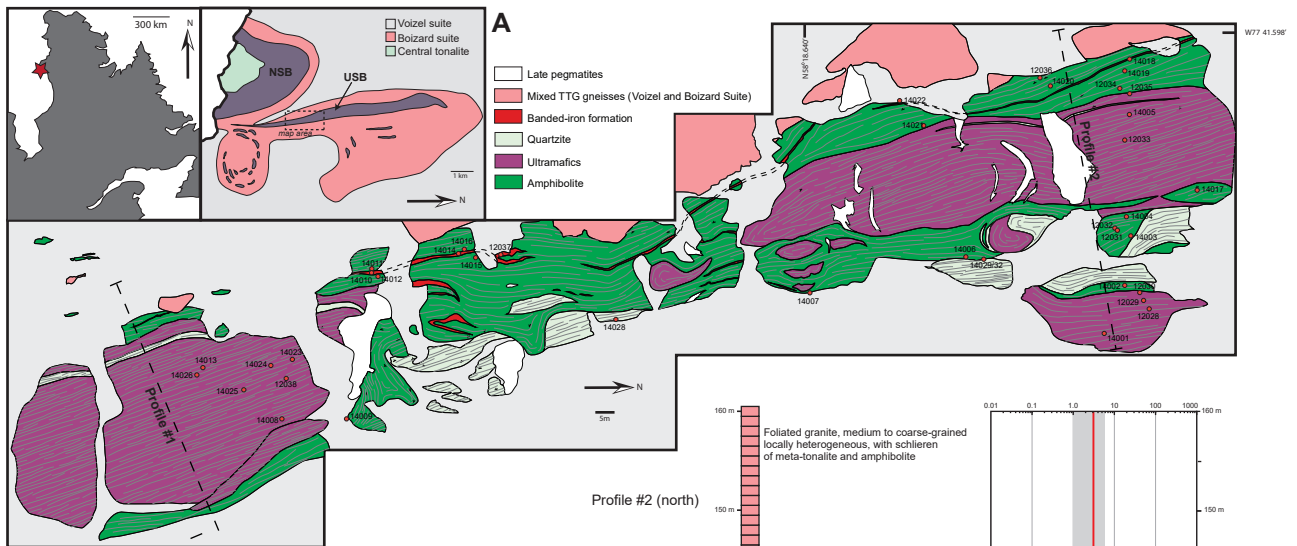 300 km
N
Voizel suite
Boizard suite
Central tonalite
NSB
USB
map area
1 km
N
A
Late pegmatites
Mixed TTG gneisses (Voizel and Boizard Suite)
Banded-iron formation
Quartzite
Ultramafics
Amphibolite
N58° 18.640'
W77 41.598'
12036
14020
14018
14019
12034
12035
14005
12033
14022
14021
Profile #2
14017
14004
12032
12031
14003
14006
14029/32
14002
12029
12028
14001
14007
14016
14014
14015
12037
14011
14010
14012
14028
14023
14024
14013
14026
14025
12038
14008
14009
Profile #1
N
5m
Profile #2 (north)
160 m
150 m
Foliated granite, medium to coarse-grained
locally heterogeneous, with schlieren
of meta-tonalite and amphibolite
0.01
0.1
1.0
10
100
1000
160 m
150 m